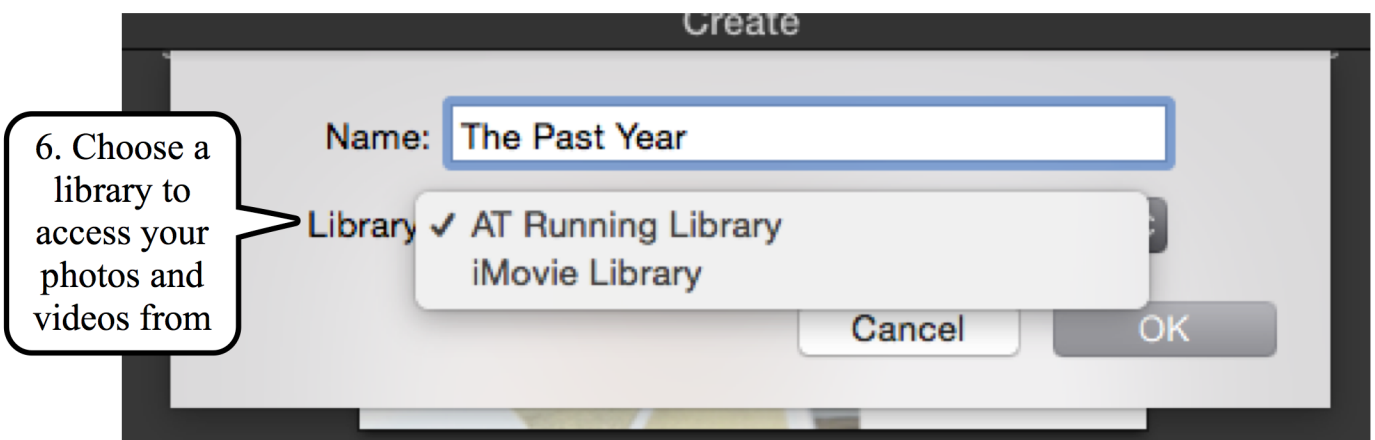 Create
Name: The Past Year
6. Choose a
library to
access your
photos and
videos from
Library ✓ AT Running Library
iMovie Library
Cancel OK